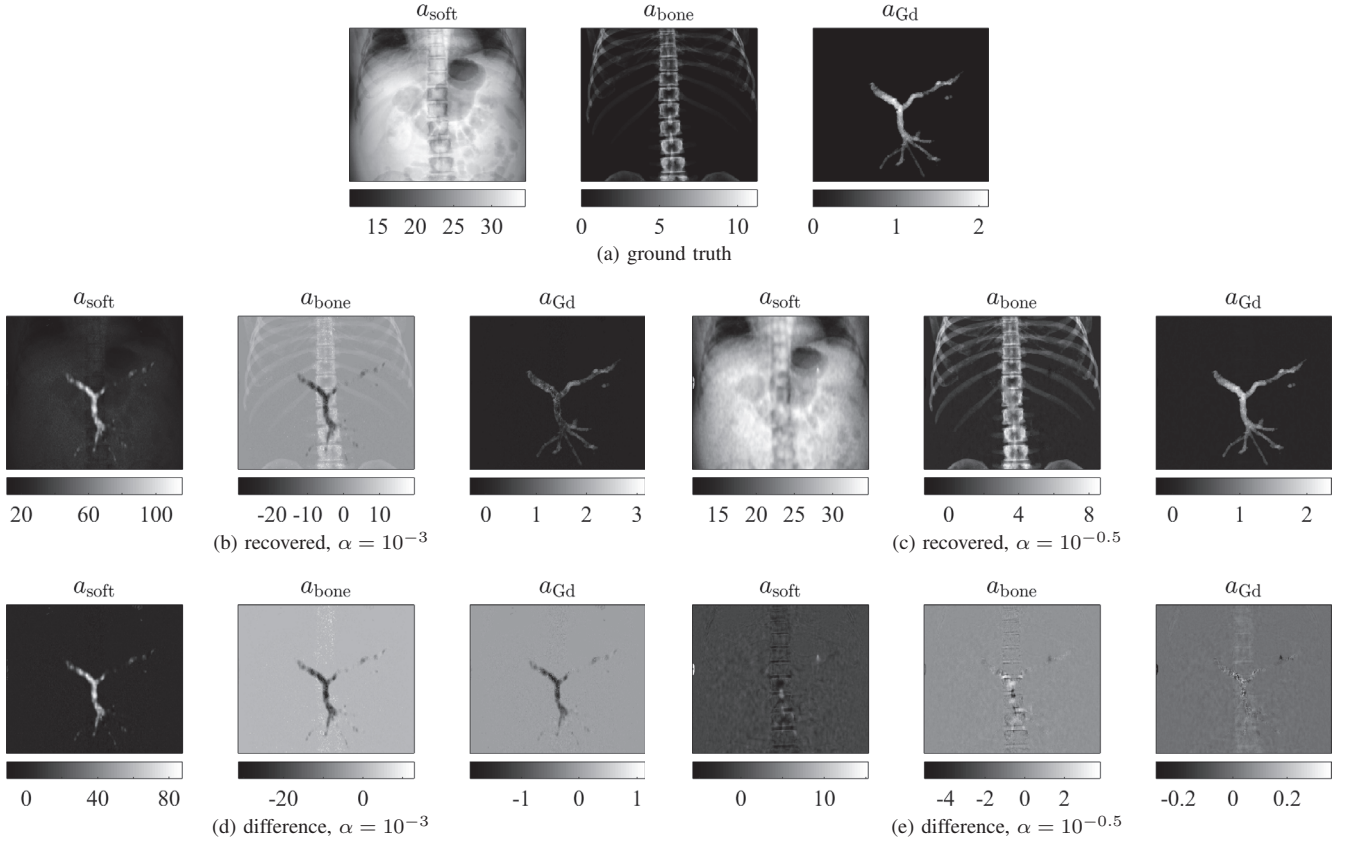 a_soft a_bone a_Gd
15 20 25 30 0 5 10 0 1 2
(a) ground truth
a_soft a_bone a_Gd a_soft a_bone a_Gd
20 60 100 -20 -10 0 10 0 1 2 3 15 20 25 30 0 4 8 0 1 2
(b) recovered, α = 10^{-3} (c) recovered, α = 10^{-0.5}
a_soft a_bone a_Gd a_soft a_bone a_Gd
0 40 80 -20 0 -1 0 1 0 10 -4 -2 0 2 -0.2 0 0.2
(d) difference, α = 10^{-3} (e) difference, α = 10^{-0.5}